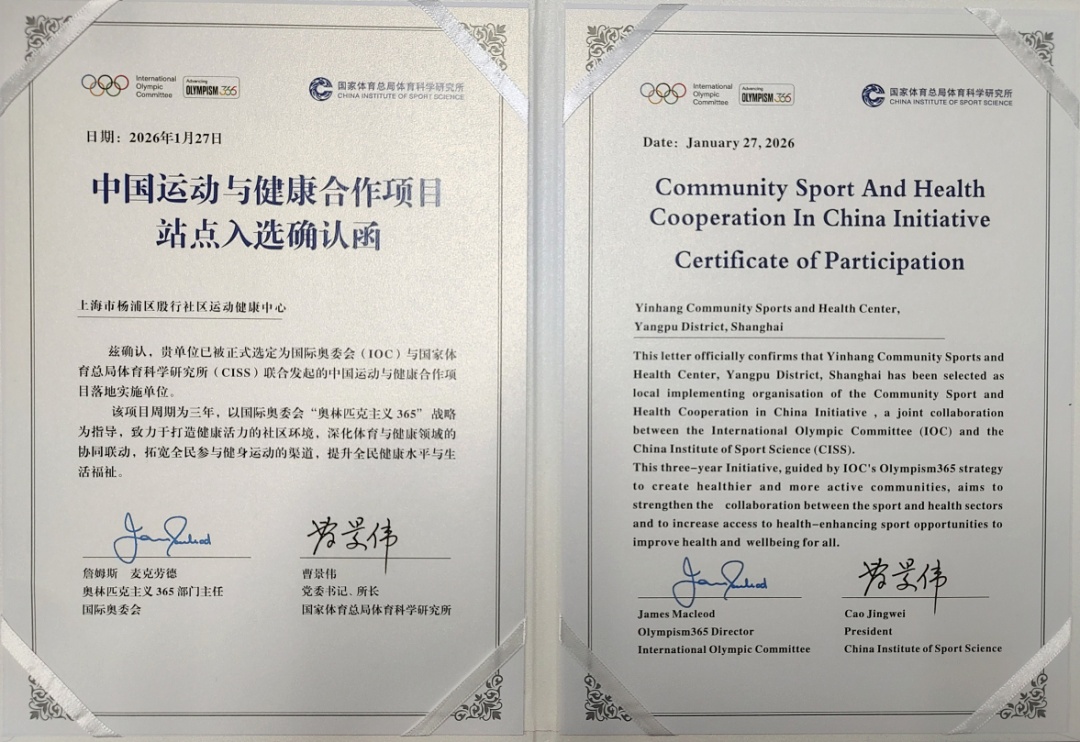 International
Olympic
Committee
Advancing
OLYMPISM 365
国家体育总局体育科学研究所
CHINA INSTITUTE OF SPORT SCIENCE
日期：2026年1月27日
中国运动与健康合作项目
站点入选确认函
上海市杨浦区殷行社区运动健康中心
兹确认，贵单位已被正式选定为国际奥委会（IOC）与国家体
育总局体育科学研究所（CISS）联合发起的中国运动与健康合作项
目落地实施单位。
该项目周期为三年，以国际奥委会“奥林匹克主义365”战略
为指导，致力于打造健康活力的社区环境，深化体育与健康领域的
协同联动，拓宽全民参与健身运动的渠道，提升全民健康水平与生
活福祉。
曹景伟
詹姆斯 麦克劳德
奥林匹克主义365部门主任
国际奥委会
曹景伟
党委书记、所长
国家体育总局体育科学研究所
International
Olympic
Committee
Advancing
OLYMPISM 365
国家体育总局体育科学研究所
CHINA INSTITUTE OF SPORT SCIENCE
Date: January 27, 2026
Community Sport And Health
Cooperation In China Initiative
Certificate of Participation
Yinhang Community Sports and Health Center,
Yangpu District, Shanghai
This letter officially confirms that Yinhang Community Sports and
Health Center, Yangpu District, Shanghai has been selected as
local implementing organisation of the Community Sport and
Health Cooperation in China Initiative , a joint collaboration
between the International Olympic Committee (IOC) and the
China Institute of Sport Science (CISS).
This three-year Initiative, guided by IOC's Olympism365 strategy
to create healthier and more active communities, aims to
strengthen the collaboration between the sport and health sectors
and to increase access to health-enhancing sport opportunities to
improve health and wellbeing for all.
曹景伟
James Macleod
Olympism365 Director
International Olympic Committee
Cao Jingwei
President
China Institute of Sport Science